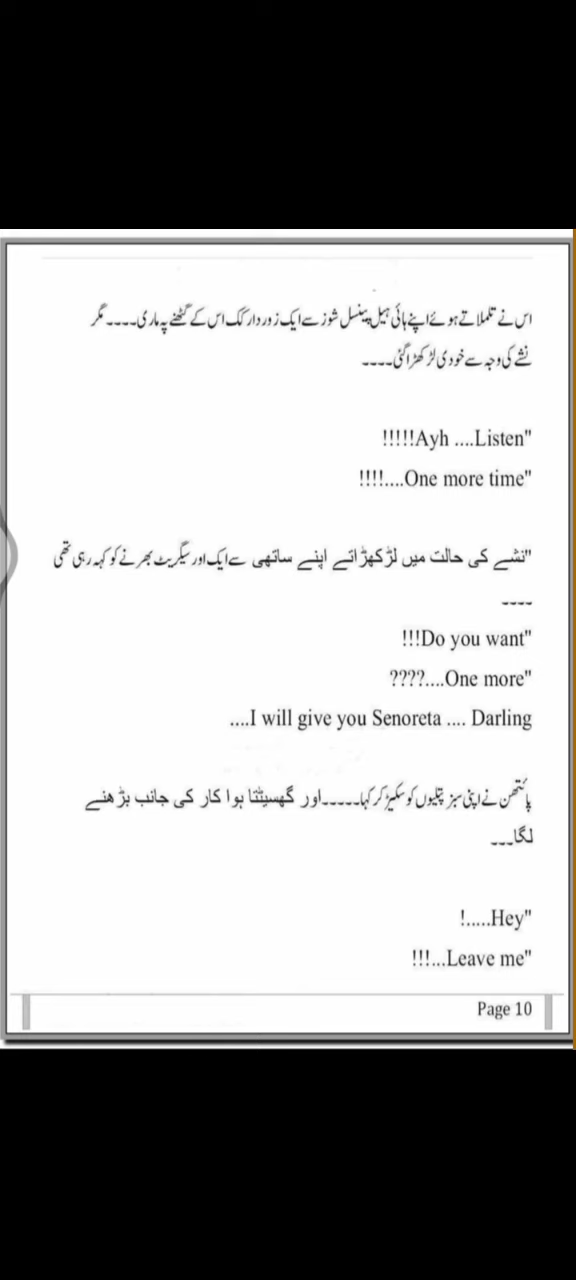 اس نے تلملاتے ہوئے اپنے ہائی ہیل پینسل شوز سے ایک زور دار کک اس کے گھٹنے پہ ماری۔۔۔۔ مگر
نشے کی وجہ سے خود ہی لڑکھڑا گئی۔۔۔۔
"Ayh ....Listen!!!!!
"One more time....!!!!
"نشے کی حالت میں لڑکھڑاتے اپنے ساتھی سے ایک اور سیگریٹ بھرنے کو کہہ رہی تھی
۔۔۔۔
"Do you want!!!
"One more....????
I will give you Senoreta .... Darling....
پائتھن نے اپنی سبز پتلیوں کو سکیڑ کر کہا۔۔۔۔۔اور گھسیٹتا ہوا کار کی جانب بڑھنے
لگا۔۔۔
"Hey.....!
"Leave me...!!!
Page 10